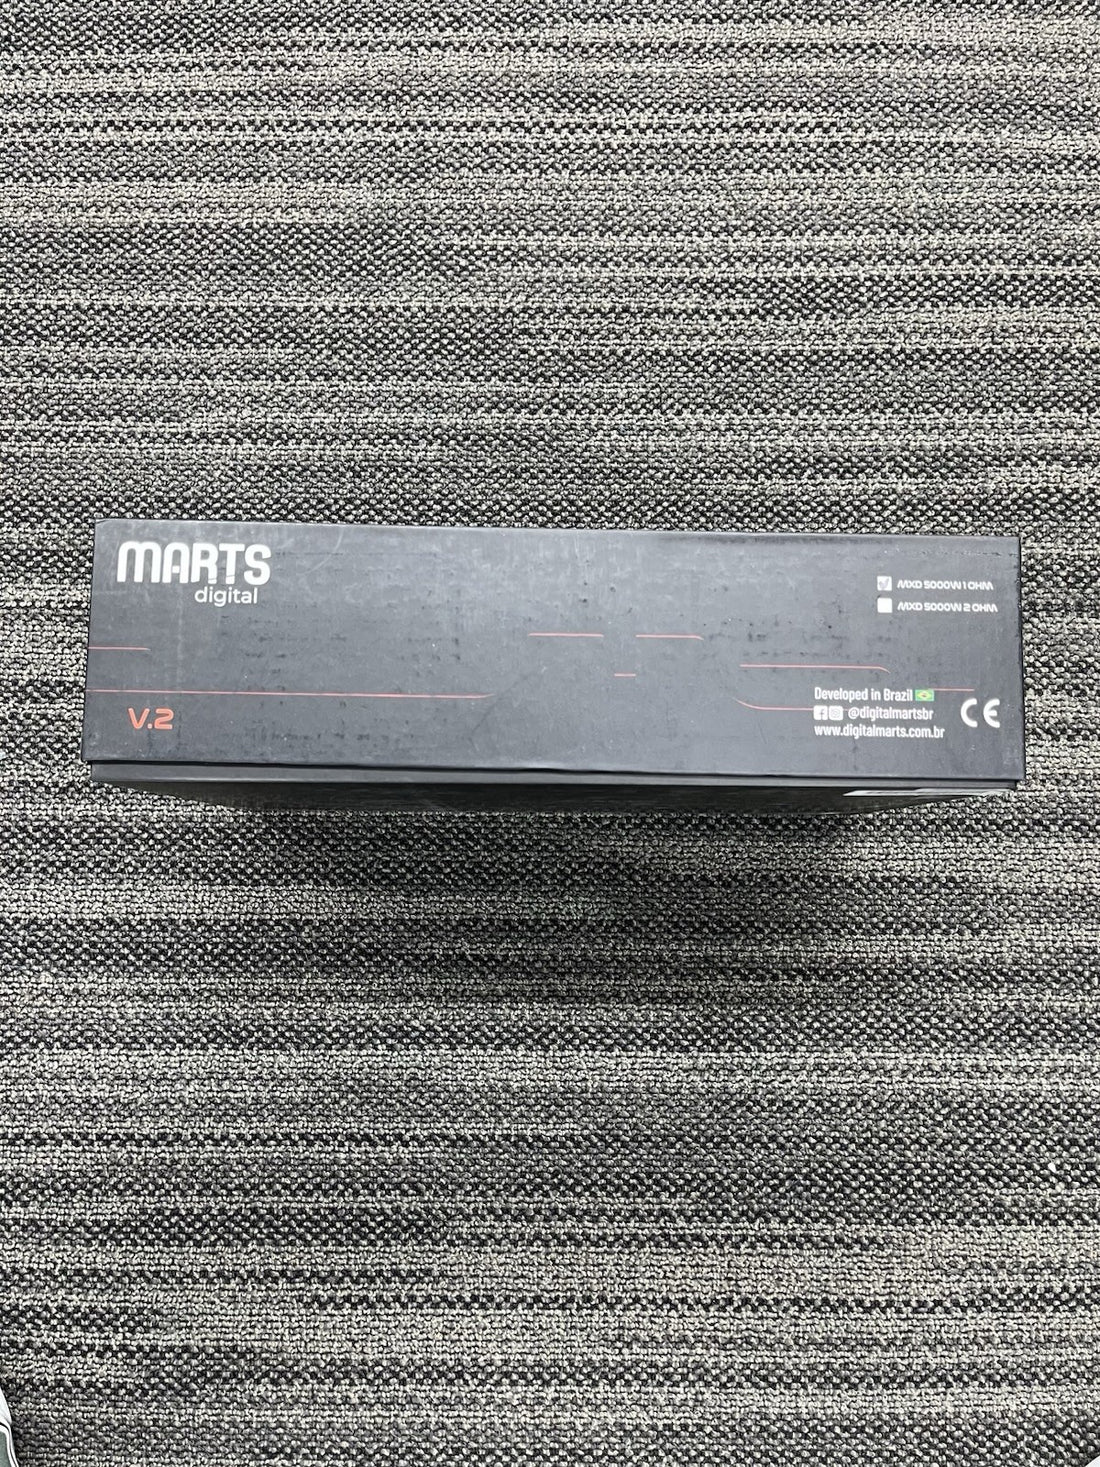 MARTS
digital
MXD 5000W 1 OHM
MXD 5000W 2 OHM
V.2
Developed in Brazil
@digitalmartsbr
www.digitalmarts.com.br
CE